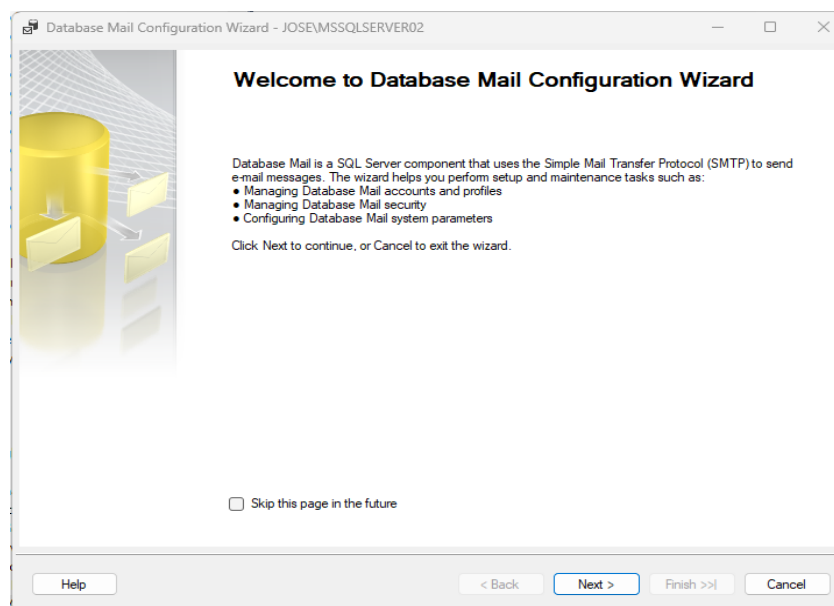 Database Mail Configuration Wizard - JOSE\MSSQLSERVER02
Welcome to Database Mail Configuration Wizard
Database Mail is a SQL Server component that uses the Simple Mail Transfer Protocol (SMTP) to send
e-mail messages. The wizard helps you perform setup and maintenance tasks such as:
● Managing Database Mail accounts and profiles
● Managing Database Mail security
● Configuring Database Mail system parameters
Click Next to continue, or Cancel to exit the wizard.
Skip this page in the future
Help
< Back
Next >
Finish >>|
Cancel